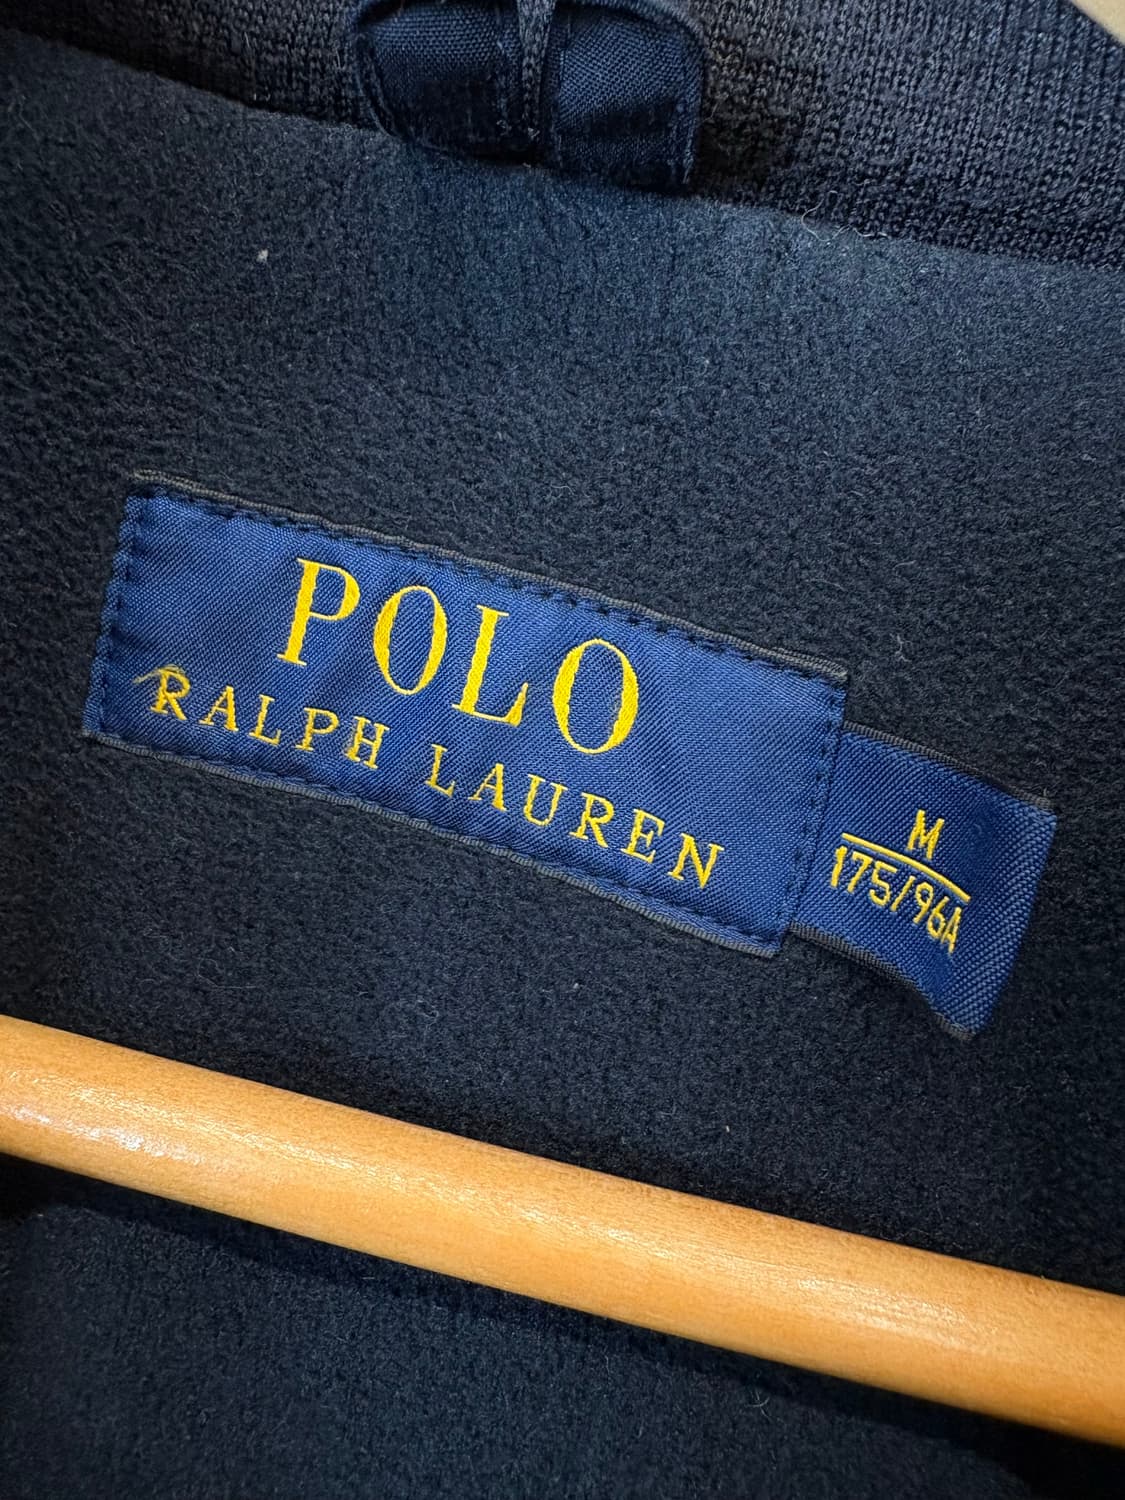 POLO
RALPH LAUREN
M
175/96A